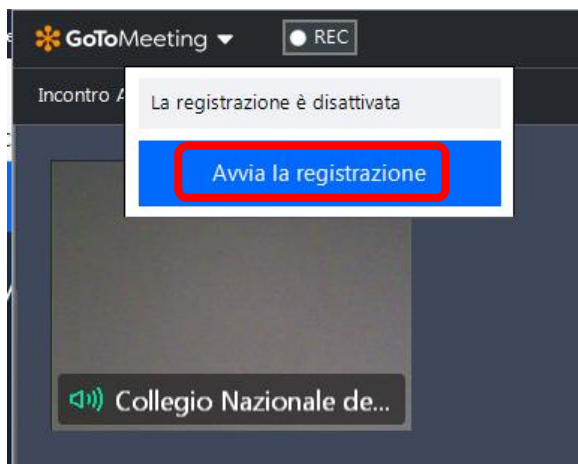 GoToMeeting
REC
Incontro
La registrazione è disattivata
Avvia la registrazione
Collegio Nazionale de...